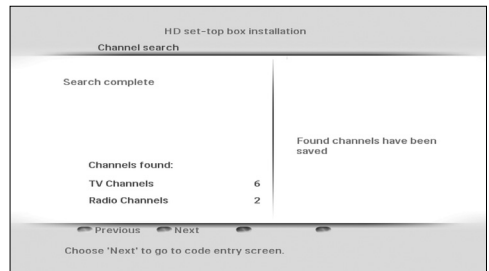 HD set-top box installation
Channel search
Search complete
Found channels have been
saved
Channels found:
TV Channels 6
Radio Channels 2
Previous Next
Choose 'Next' to go to code entry screen.